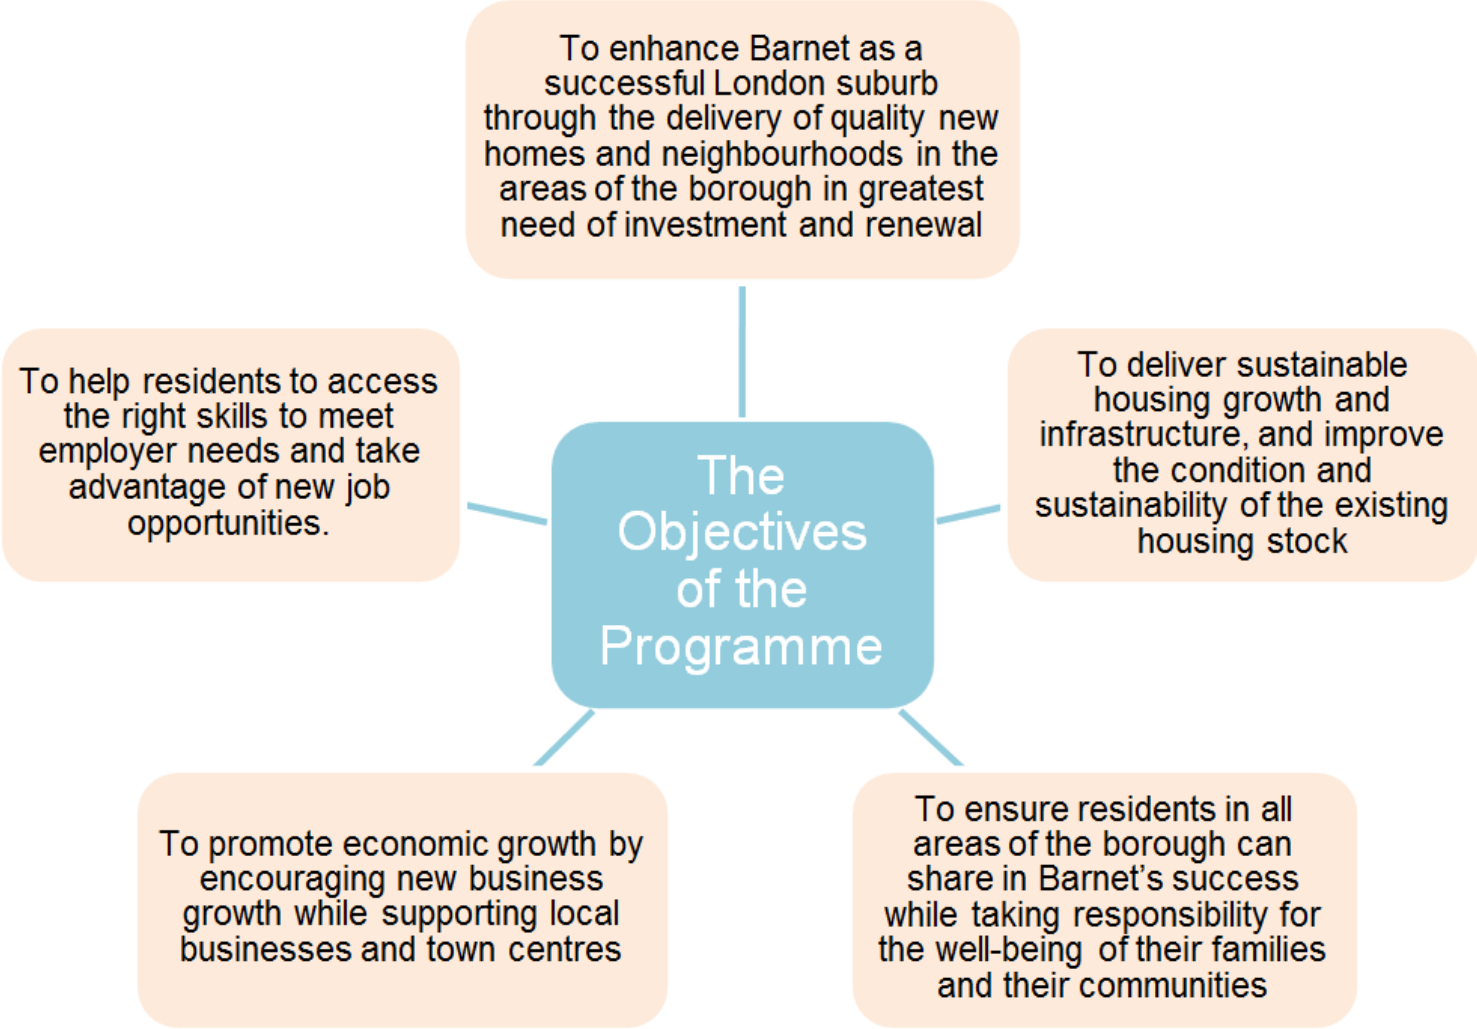 To enhance Barnet as a
successful London suburb
through the delivery of quality new
homes and neighbourhoods in the
areas of the borough in greatest
need of investment and renewal
To help residents to access
the right skills to meet
employer needs and take
advantage of new job
opportunities.
To deliver sustainable
housing growth and
infrastructure, and improve
the condition and
sustainability of the existing
housing stock
The
Objectives
of the
Programme
To promote economic growth by
encouraging new business
growth while supporting local
businesses and town centres
To ensure residents in all
areas of the borough can
share in Barnet’s success
while taking responsibility for
the well-being of their families
and their communities